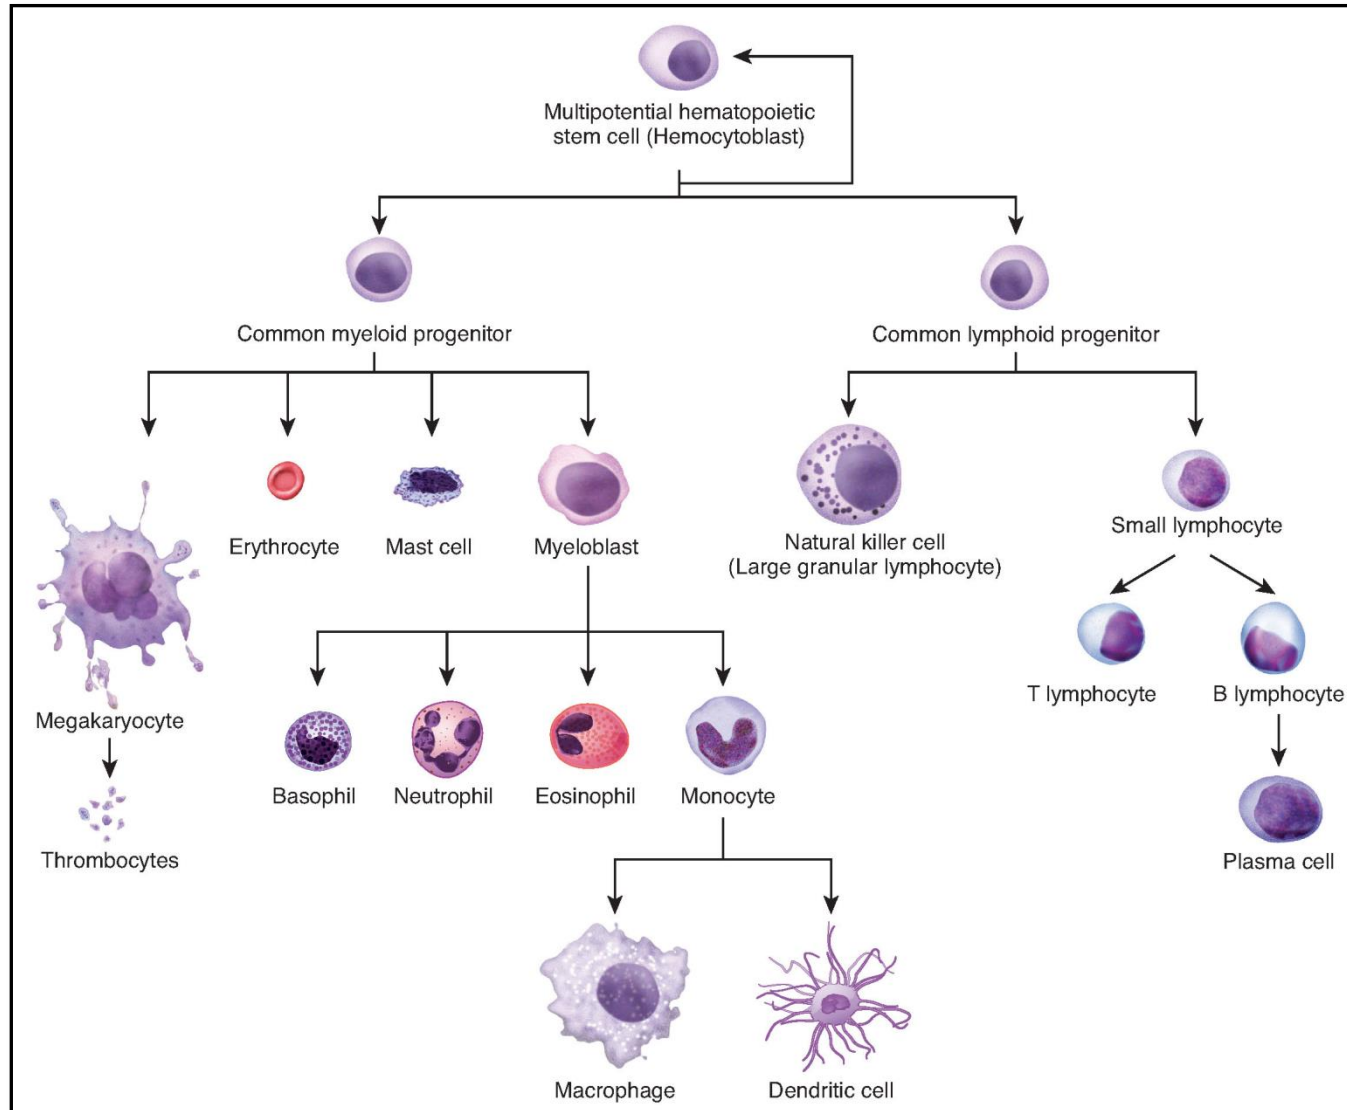 Multipotential hematopoietic
stem cell (Hemocytoblast)
Common myeloid progenitor
Common lymphoid progenitor
Erythrocyte
Mast cell
Myeloblast
Natural killer cell
(Large granular lymphocyte)
Small lymphocyte
T lymphocyte
B lymphocyte
Megakaryocyte
Basophil
Neutrophil
Eosinophil
Monocyte
Thrombocytes
Plasma cell
Macrophage
Dendritic cell